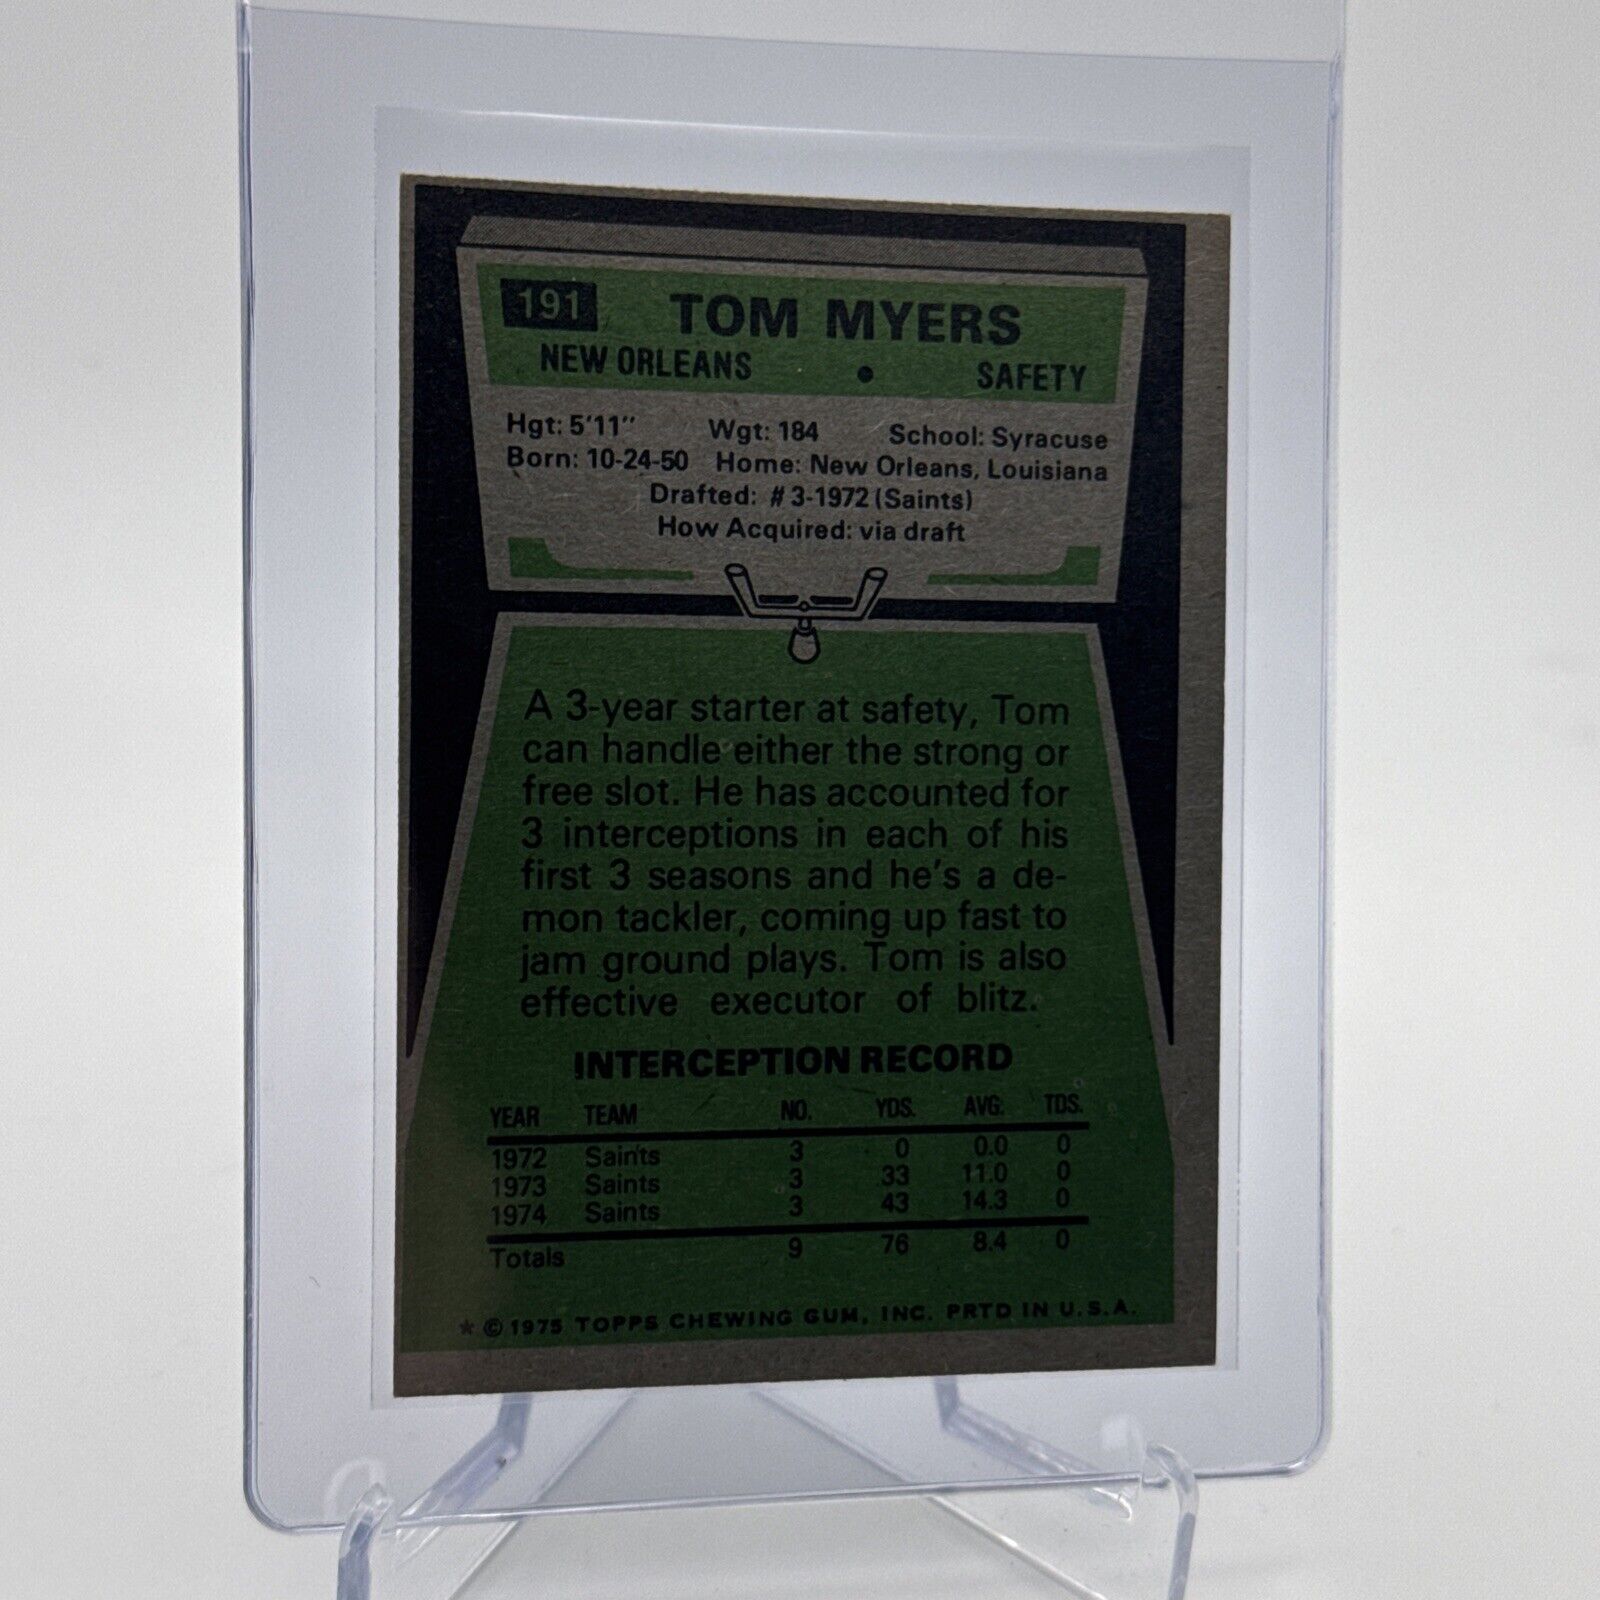 191 TOM MYERS
NEW ORLEANS • SAFETY
Hgt: 5'11" Wgt: 184 School: Syracuse
Born: 10-24-50 Home: New Orleans, Louisiana
Drafted: #3-1972 (Saints)
How Acquired: via draft
A 3-year starter at safety, Tom
can handle either the strong or
free slot. He has accounted for
3 interceptions in each of his
first 3 seasons and he's a de-
mon tackler, coming up fast to
jam ground plays. Tom is also
effective executor of blitz.
INTERCEPTION RECORD
YEAR TEAM NO. YDS. AVG. TDS.
1972 Saints 3 0 0.0 0
1973 Saints 3 33 11.0 0
1974 Saints 3 43 14.3 0
Totals 9 76 8.4 0
* © 1975 TOPPS CHEWING GUM, INC. PRTD IN U.S.A.